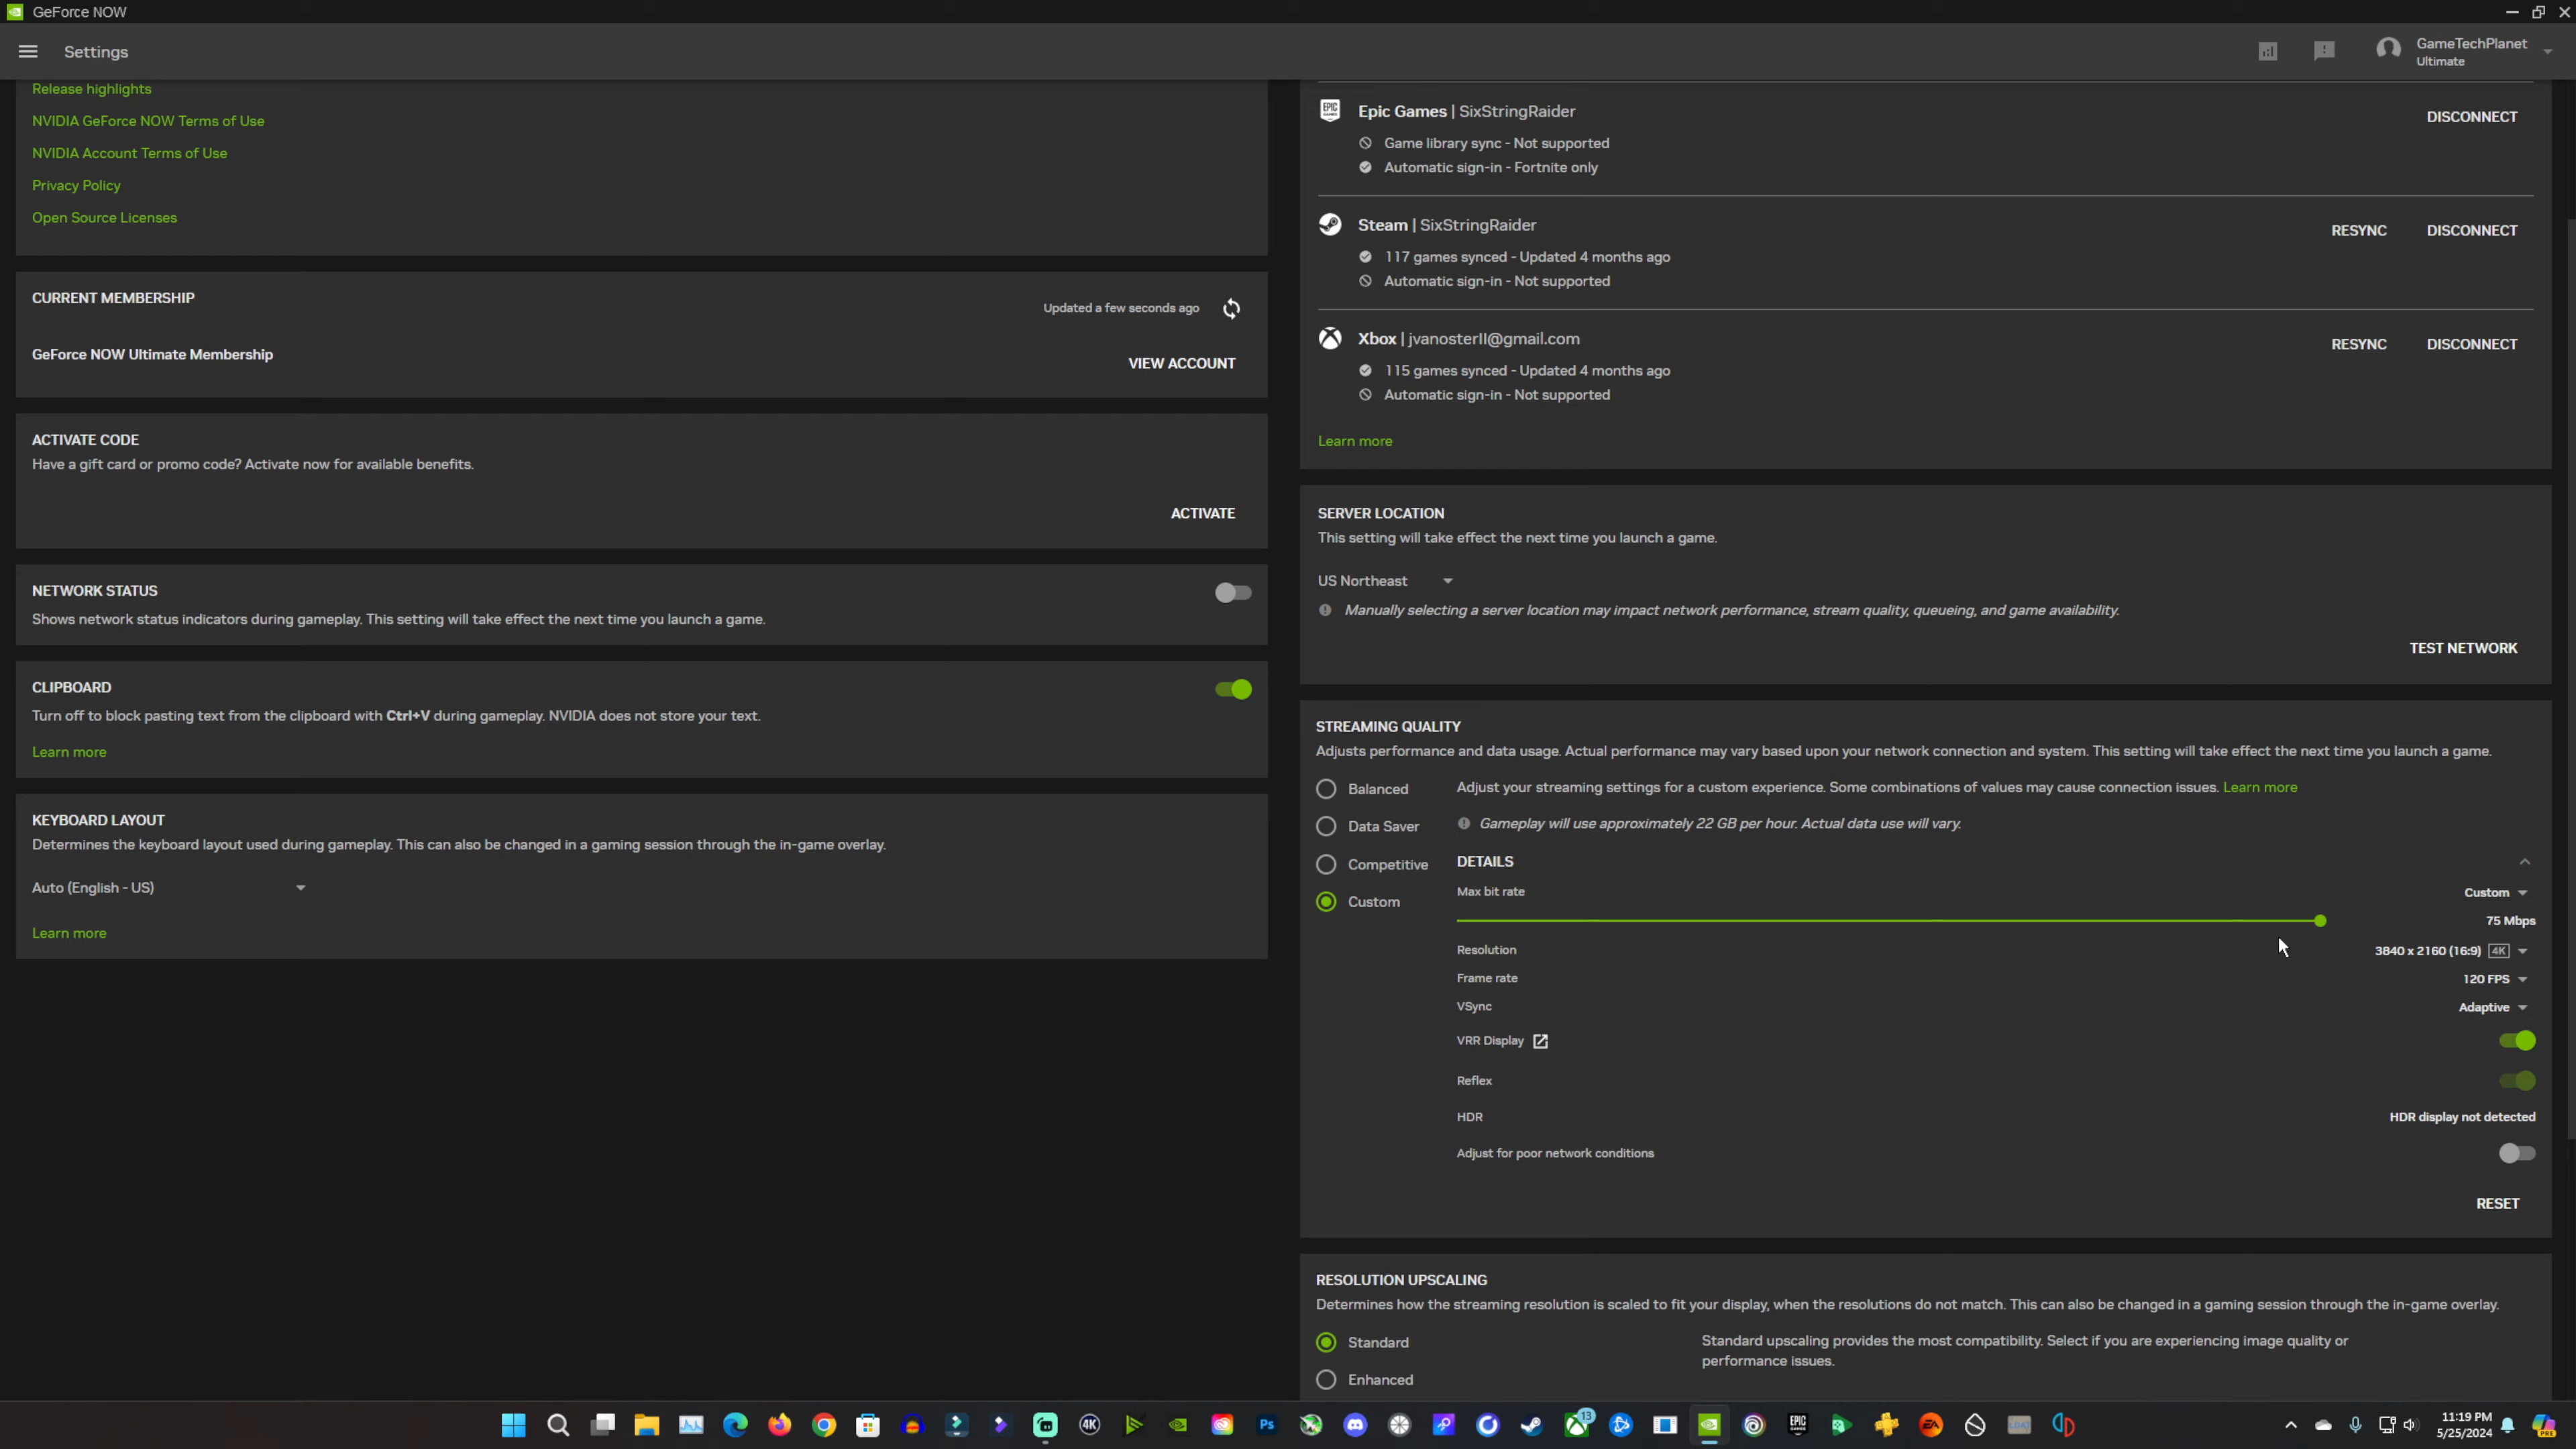 GeForce NOW
Settings
GameTechPlanet
Ultimate
Release highlights
NVIDIA GeForce NOW Terms of Use
NVIDIA Account Terms of Use
Privacy Policy
Open Source Licenses
CURRENT MEMBERSHIP
Updated a few seconds ago
GeForce NOW Ultimate Membership
VIEW ACCOUNT
ACTIVATE CODE
Have a gift card or promo code? Activate now for available benefits.
ACTIVATE
NETWORK STATUS
Shows network status indicators during gameplay. This setting will take effect the next time you launch a game.
CLIPBOARD
Turn off to block pasting text from the clipboard with Ctrl+V during gameplay. NVIDIA does not store your text.
Learn more
KEYBOARD LAYOUT
Determines the keyboard layout used during gameplay. This can also be changed in a gaming session through the in-game overlay.
Auto (English - US)
Learn more
Epic Games | SixStringRaider
DISCONNECT
Game library sync - Not supported
Automatic sign-in - Fortnite only
Steam | SixStringRaider
RESYNC DISCONNECT
117 games synced - Updated 4 months ago
Automatic sign-in - Not supported
Xbox | jvanosterII@gmail.com
RESYNC DISCONNECT
115 games synced - Updated 4 months ago
Automatic sign-in - Not supported
Learn more
SERVER LOCATION
This setting will take effect the next time you launch a game.
US Northeast
Manually selecting a server location may impact network performance, stream quality, queueing, and game availability.
TEST NETWORK
STREAMING QUALITY
Adjusts performance and data usage. Actual performance may vary based upon your network connection and system. This setting will take effect the next time you launch a game.
Balanced
Data Saver
Competitive
Custom
Adjust your streaming settings for a custom experience. Some combinations of values may cause connection issues. Learn more
Gameplay will use approximately 22 GB per hour. Actual data use will vary.
DETAILS
Max bit rate Custom
75 Mbps
Resolution 3840 x 2160 (16:9) 4K
Frame rate 120 FPS
VSync Adaptive
VRR Display
Reflex
HDR HDR display not detected
Adjust for poor network conditions
RESET
RESOLUTION UPSCALING
Determines how the streaming resolution is scaled to fit your display, when the resolutions do not match. This can also be changed in a gaming session through the in-game overlay.
Standard
Enhanced
Standard upscaling provides the most compatibility. Select if you are experiencing image quality or
performance issues.
4K
Ps
13
EPIC
GAMES
EA
11:19 PM
5/25/2024
PRE